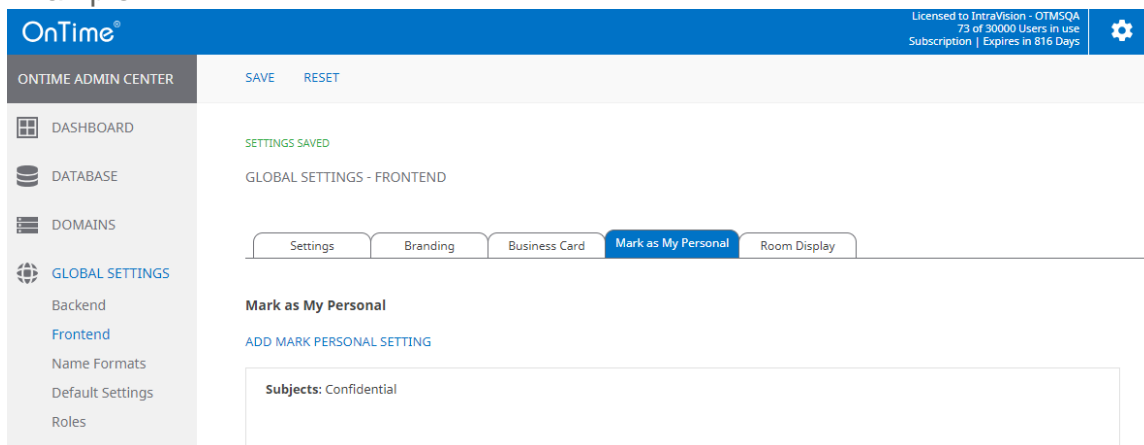 OnTime®
Licensed to IntraVision - OTMSQA
73 of 30000 Users in use
Subscription | Expires in 816 Days
ONTIME ADMIN CENTER
SAVE RESET
DASHBOARD
DATABASE
DOMAINS
GLOBAL SETTINGS
Backend
Frontend
Name Formats
Default Settings
Roles
SETTINGS SAVED
GLOBAL SETTINGS - FRONTEND
Settings Branding Business Card Mark as My Personal Room Display
Mark as My Personal
ADD MARK PERSONAL SETTING
Subjects: Confidential